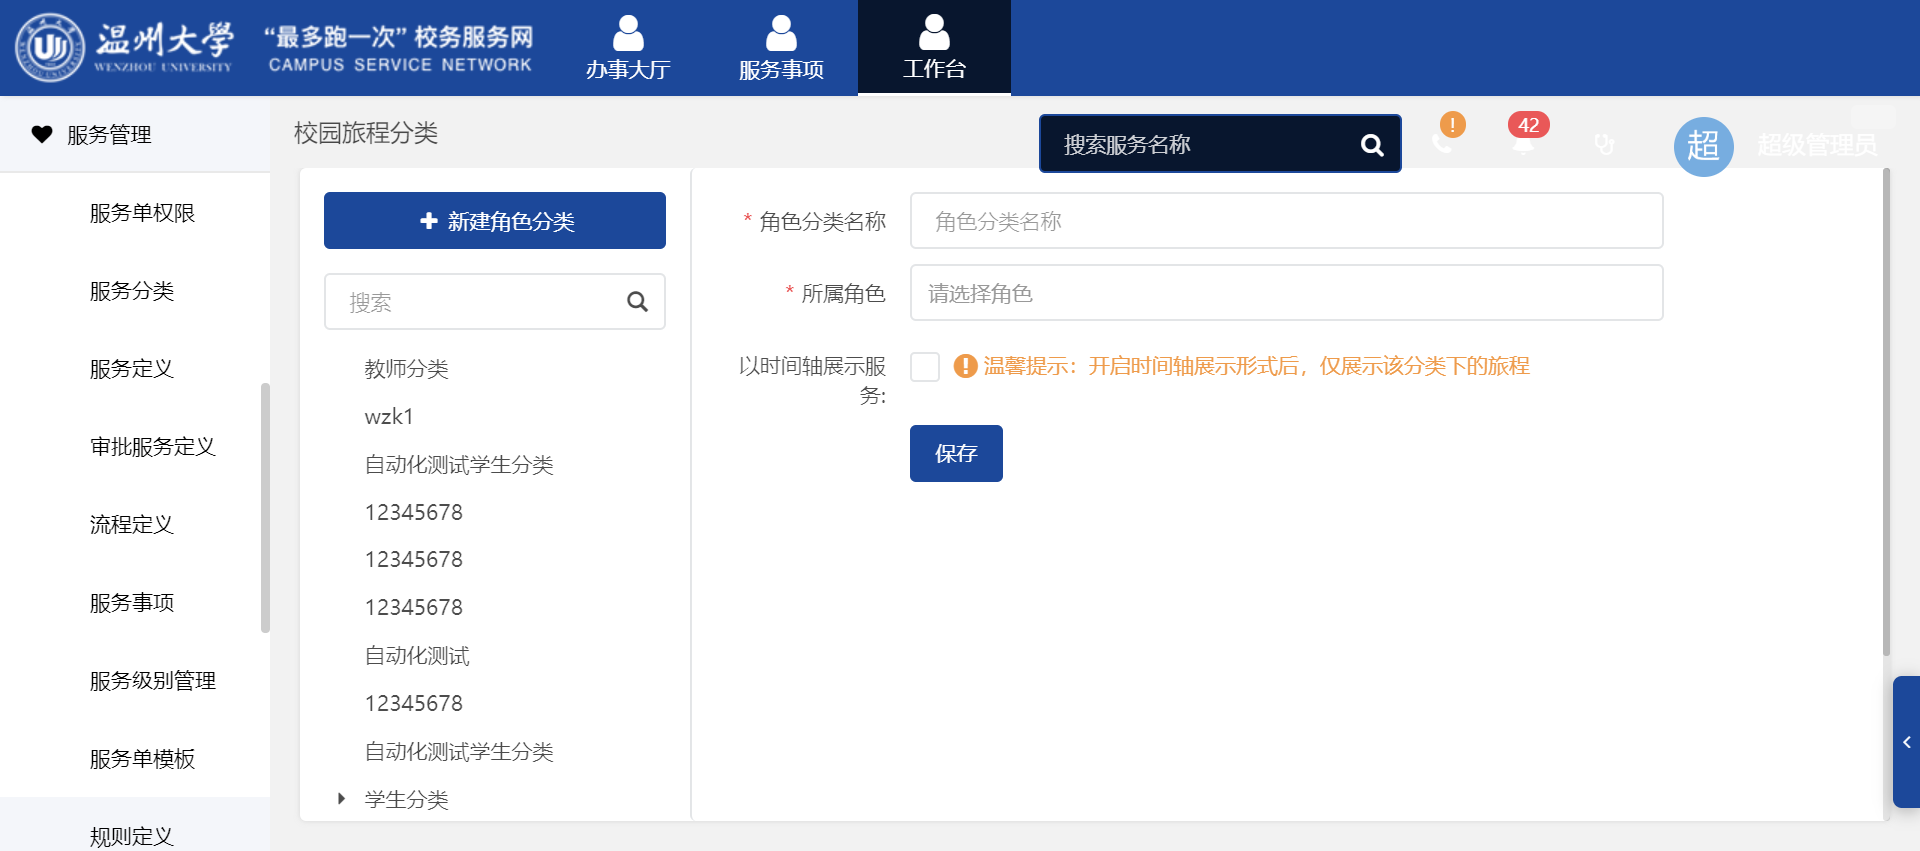 温州大学
WENZHOU UNIVERSITY
“最多跑一次” 校务服务网
CAMPUS SERVICE NETWORK
办事大厅
服务事项
工作台
服务管理
校园旅程分类
搜索服务名称
!
42
超
超级管理员
服务单权限
服务分类
服务定义
审批服务定义
流程定义
服务事项
服务级别管理
服务单模板
规则定义
新建角色分类
搜索
教师分类
wzk1
自动化测试学生分类
12345678
12345678
12345678
自动化测试
12345678
自动化测试学生分类
学生分类
* 角色分类名称
角色分类名称
* 所属角色
请选择角色
以时间轴展示服
务:
温馨提示：开启时间轴展示形式后，仅展示该分类下的旅程
保存